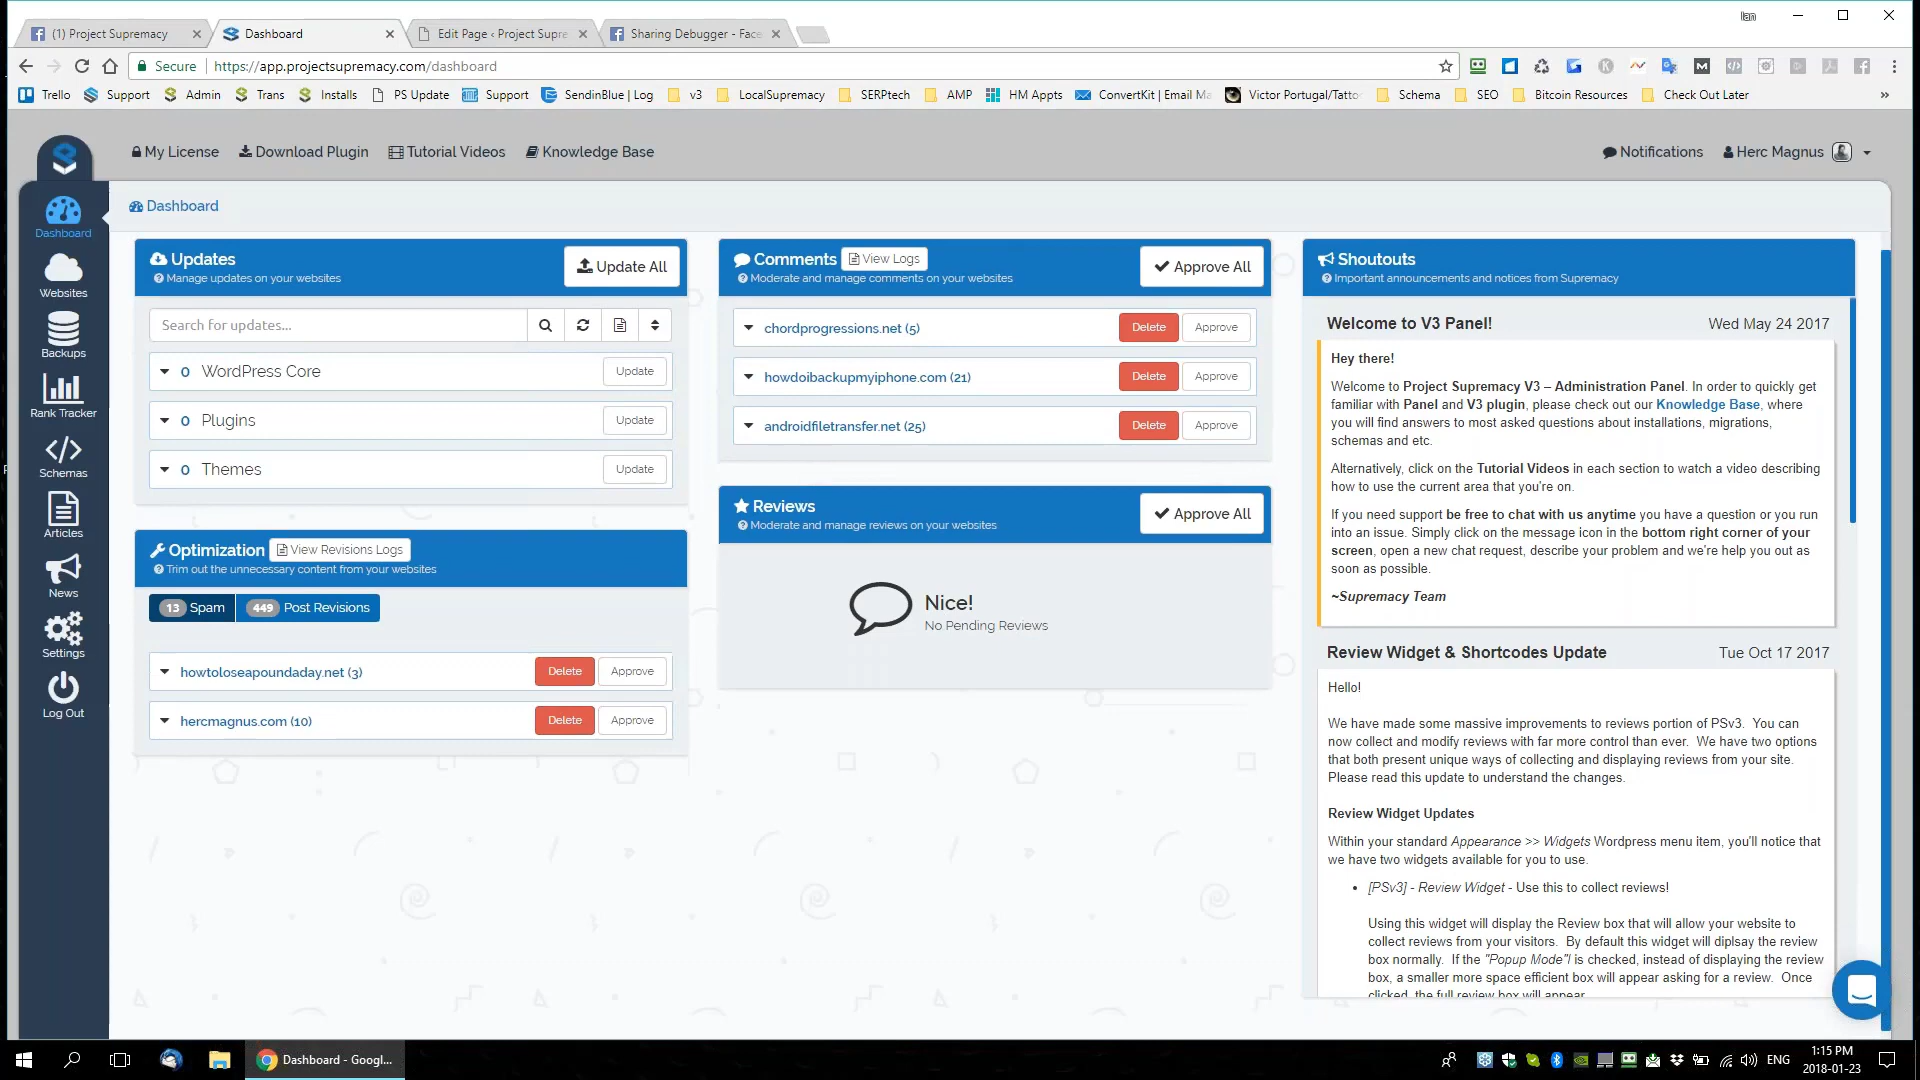 Ian
(1) Project Supremacy
Dashboard
Edit Page ‹ Project Supre
Sharing Debugger - Face
Secure
https://app.projectsupremacy.com/dashboard
Trello
Support
Admin
Trans
Installs
PS Update
Support
SendinBlue | Log
v3
LocalSupremacy
SERPtech
AMP
HM Appts
ConvertKit | Email Ma
Victor Portugal/Tatto
Schema
SEO
Bitcoin Resources
Check Out Later
»
My License
Download Plugin
Tutorial Videos
Knowledge Base
Notifications
Herc Magnus
Dashboard
Websites
Backups
Rank Tracker
Schemas
Articles
News
Settings
Log Out
Dashboard
Updates
Manage updates on your websites
Update All
Search for updates...
0 WordPress Core
Update
0 Plugins
Update
0 Themes
Update
Optimization
View Revisions Logs
Trim out the unnecessary content from your websites
13 Spam
449 Post Revisions
howtoloseapoundaday.net (3)
Delete
Approve
hercmagnus.com (10)
Delete
Approve
Comments
View Logs
Moderate and manage comments on your websites
Approve All
chordprogressions.net (5)
Delete
Approve
howdoibackupmyiphone.com (21)
Delete
Approve
androidfiletransfer.net (25)
Delete
Approve
Reviews
Moderate and manage reviews on your websites
Approve All
Nice!
No Pending Reviews
Shoutouts
Important announcements and notices from Supremacy
Welcome to V3 Panel!
Wed May 24 2017
Hey there!
Welcome to Project Supremacy V3 – Administration Panel. In order to quickly get
familiar with Panel and V3 plugin, please check out our Knowledge Base, where
you will find answers to most asked questions about installations, migrations,
schemas and etc.
Alternatively, click on the Tutorial Videos in each section to watch a video describing
how to use the current area that you're on.
If you need support be free to chat with us anytime you have a question or you run
into an issue. Simply click on the message icon in the bottom right corner of your
screen, open a new chat request, describe your problem and we're help you out as
soon as possible.
~Supremacy Team
Review Widget & Shortcodes Update
Tue Oct 17 2017
Hello!
We have made some massive improvements to reviews portion of PSv3. You can
now collect and modify reviews with far more control than ever. We have two options
that both present unique ways of collecting and displaying reviews from your site.
Please read this update to understand the changes.
Review Widget Updates
Within your standard Appearance >> Widgets Wordpress menu item, you'll notice that
we have two widgets available for you to use.
• [PSv3] - Review Widget - Use this to collect reviews!
Using this widget will display the Review box that will allow your website to
collect reviews from your visitors. By default this widget will diplsay the review
box normally. If the "Popup Mode"l is checked, instead of displaying the review
box, a smaller more space efficient box will appear asking for a review. Once
clicked, the full review box will appear.
Dashboard - Googl...
ENG
1:15 PM
2018-01-23